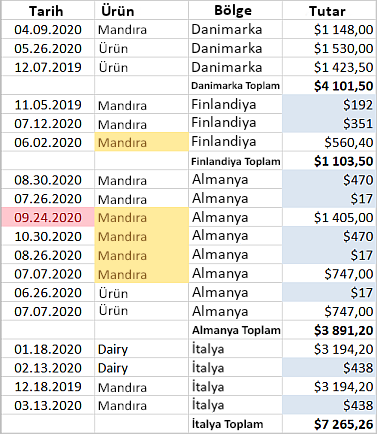 Tarih Ürün Bölge Tutar
04.09.2020 Mandıra Danimarka $1 148,00
05.26.2020 Ürün Danimarka $1 530,00
12.07.2019 Ürün Danimarka $1 423,50
Danimarka Toplam $4 101,50
11.05.2019 Mandıra Finlandiya $192
07.12.2020 Mandıra Finlandiya $351
06.02.2020 Mandıra Finlandiya $560,40
Finlandiya Toplam $1 103,50
08.30.2020 Mandıra Almanya $470
07.26.2020 Mandıra Almanya $17
09.24.2020 Mandıra Almanya $1 405,00
10.30.2020 Mandıra Almanya $470
08.26.2020 Mandıra Almanya $17
07.07.2020 Mandıra Almanya $747,00
06.26.2020 Ürün Almanya $17
07.07.2020 Ürün Almanya $747,00
Almanya Toplam $3 891,20
01.18.2020 Dairy İtalya $3 194,20
02.13.2020 Dairy İtalya $438
12.18.2019 Mandıra İtalya $3 194,20
03.13.2020 Mandıra İtalya $438
İtalya Toplam $7 265,26